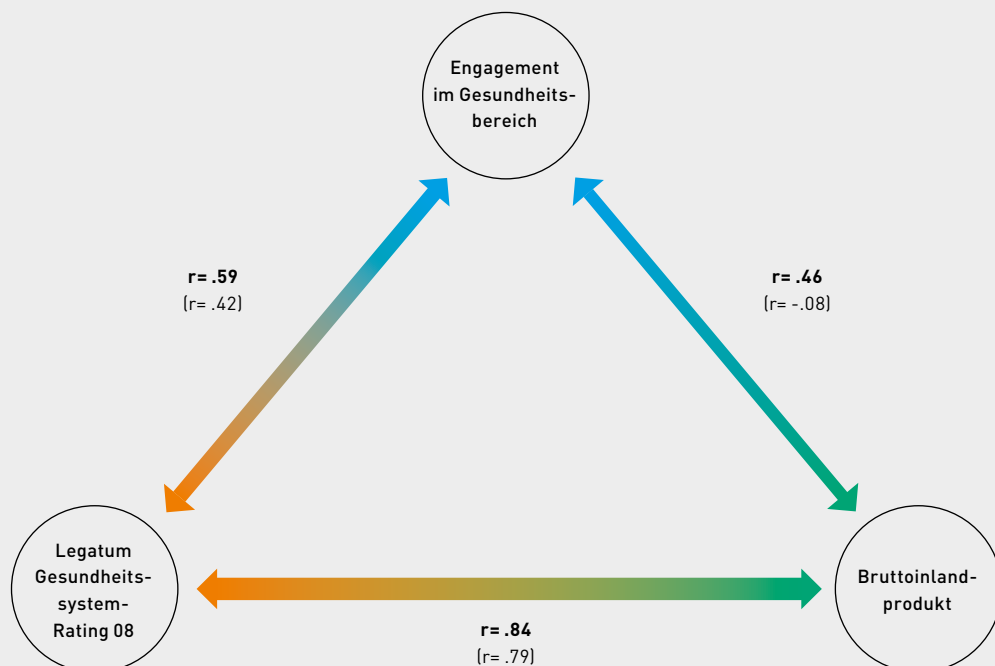 Engagement
im Gesundheits-
bereich
r= .59
(r= .42)
r= .46
(r= -.08)
Legatum
Gesundheits-
system-
Rating 08
Bruttoinland-
produkt
r= .84
(r= .79)